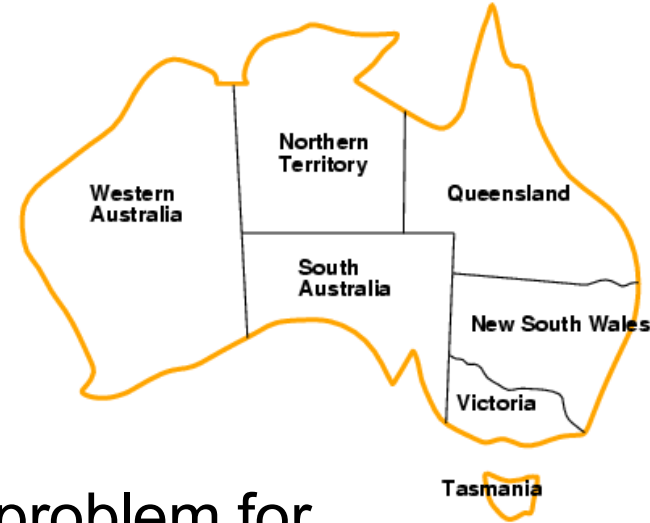 Northern
Territory
Western
Australia
Queensland
South
Australia
New South Wales
Victoria
Tasmania
problem for